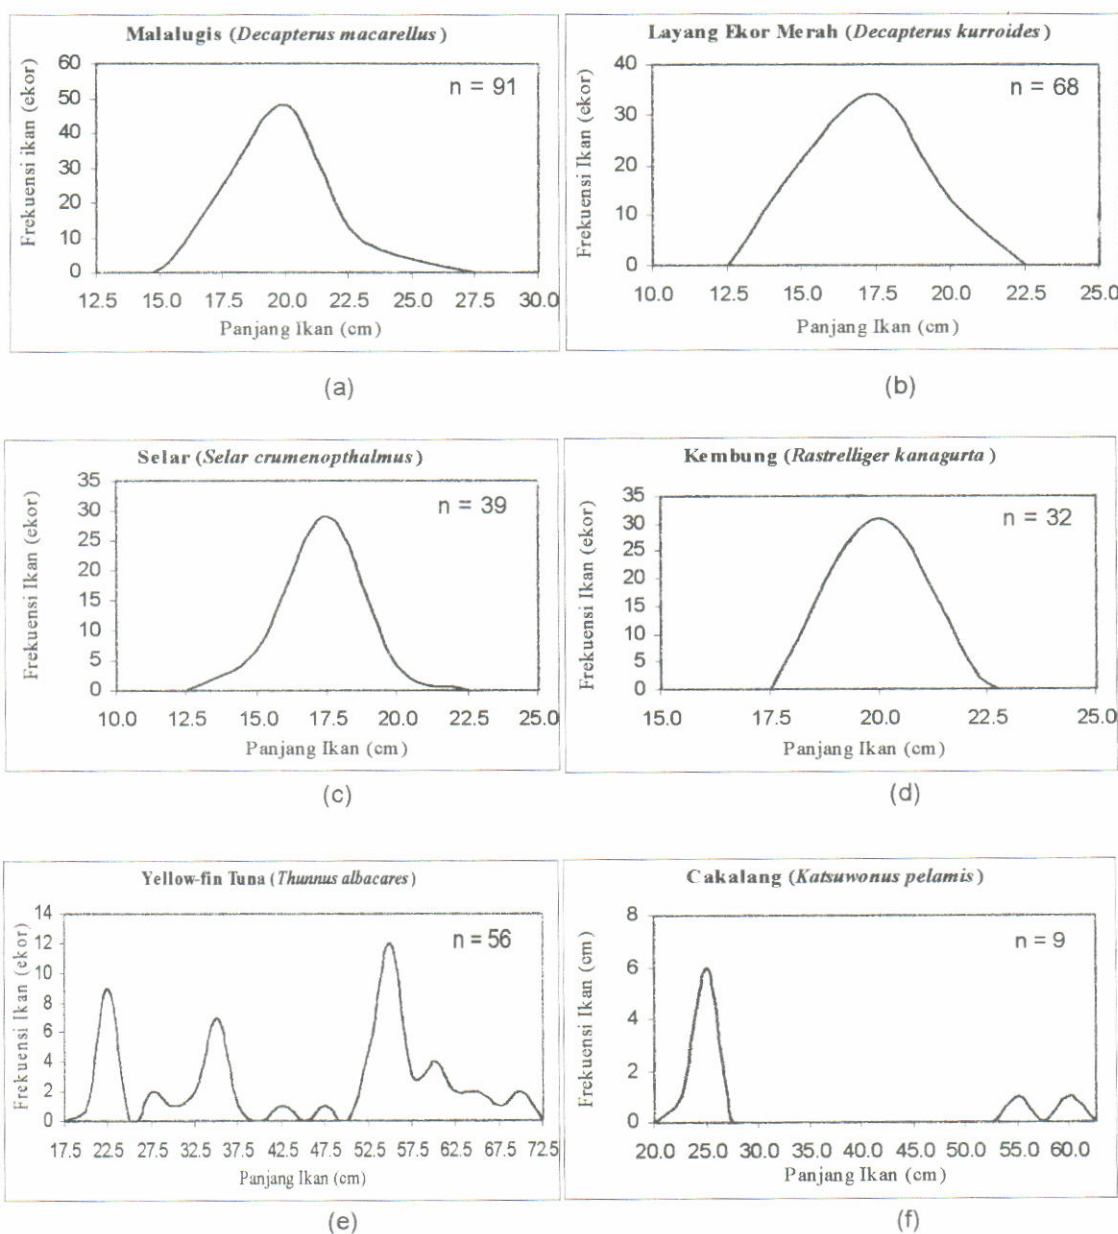 Malalugis (Decapterus macarellus)
n = 91
Frekuensi ikan (ekor)
60
50
40
30
20
10
0
12.5 15.0 17.5 20.0 22.5 25.0 27.5 30.0
Panjang Ikan (cm)
(a)
Layang Ekor Merah (Decapterus kurroides)
n = 68
Frekuensi Ikan (ekor)
40
30
20
10
0
10.0 12.5 15.0 17.5 20.0 22.5 25.0
Panjang Ikan (cm)
(b)
Selar (Selar crumenopthalmus)
n = 39
Frekuensi Ikan (ekor)
35
30
25
20
15
10
5
0
10.0 12.5 15.0 17.5 20.0 22.5 25.0
Panjang Ikan (cm)
(c)
Kembung (Rastrelliger kanagurta)
n = 32
Frekuensi Ikan (ekor)
35
30
25
20
15
10
5
0
15.0 17.5 20.0 22.5 25.0
Panjang Ikan (cm)
(d)
Yellow-fin Tuna (Thunnus albacares)
n = 56
Frekuensi Ikan (ekor)
14
12
10
8
6
4
2
0
17.5 22.5 27.5 32.5 37.5 42.5 47.5 52.5 57.5 62.5 67.5 72.5
Panjang Ikan (cm)
(e)
Cakalang (Katsuwonus pelamis)
n = 9
Frekuensi Ikan (cm)
8
6
4
2
0
20.0 25.0 30.0 35.0 40.0 45.0 50.0 55.0 60.0
Panjang Ikan (cm)
(f)